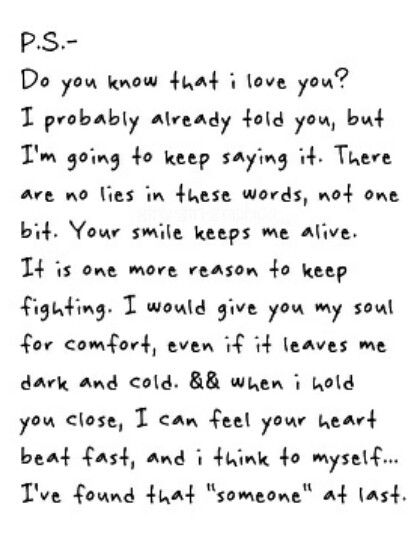 P.S.-
Do you know that i love you?
I probably already told you, but
I'm going to keep saying it. There
are no lies in these words, not one
bit. Your smile keeps me alive.
It is one more reason to keep
fighting. I would give you my soul
for comfort, even if it leaves me
dark and cold. && when i hold
you close, I can feel your heart
beat fast, and i think to myself...
I've found that "someone" at last.